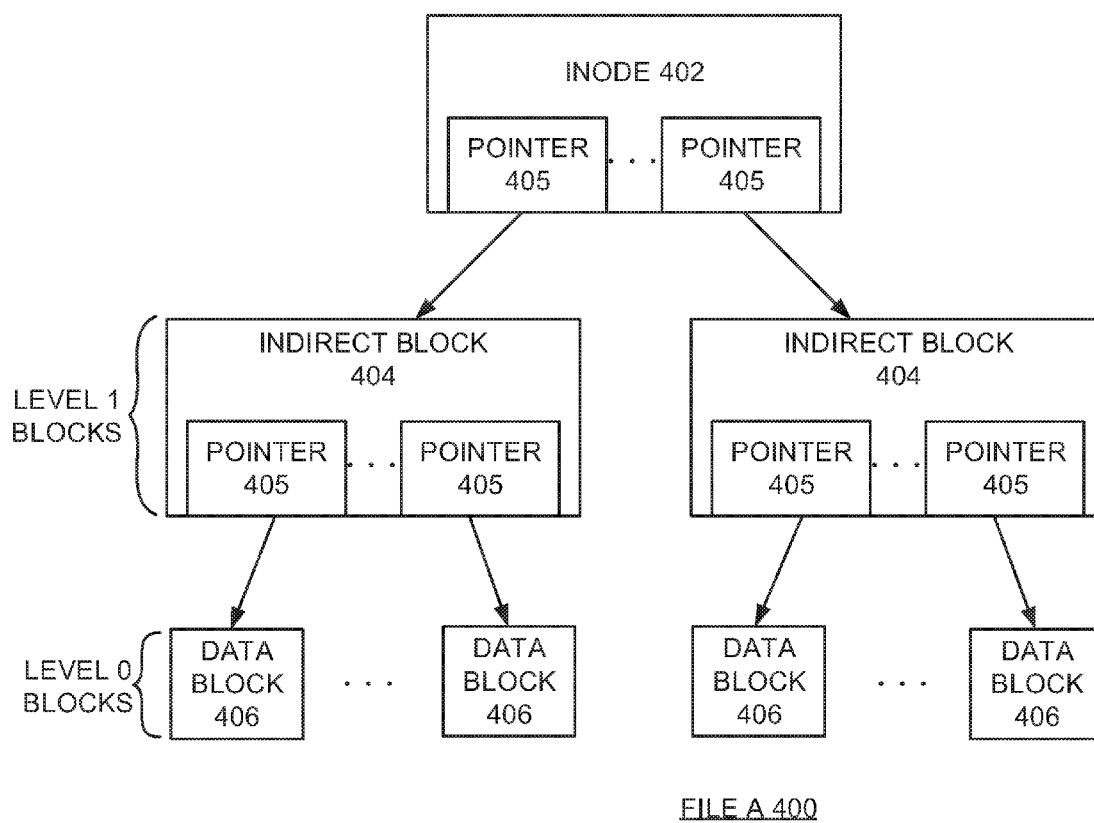 INODE 402
POINTER 405 . . . POINTER 405
LEVEL 1 BLOCKS
INDIRECT BLOCK 404
POINTER 405 . . . POINTER 405
INDIRECT BLOCK 404
POINTER 405 . . . POINTER 405
LEVEL 0 BLOCKS
DATA BLOCK 406 . . . DATA BLOCK 406
DATA BLOCK 406 . . . DATA BLOCK 406
FILE A 400